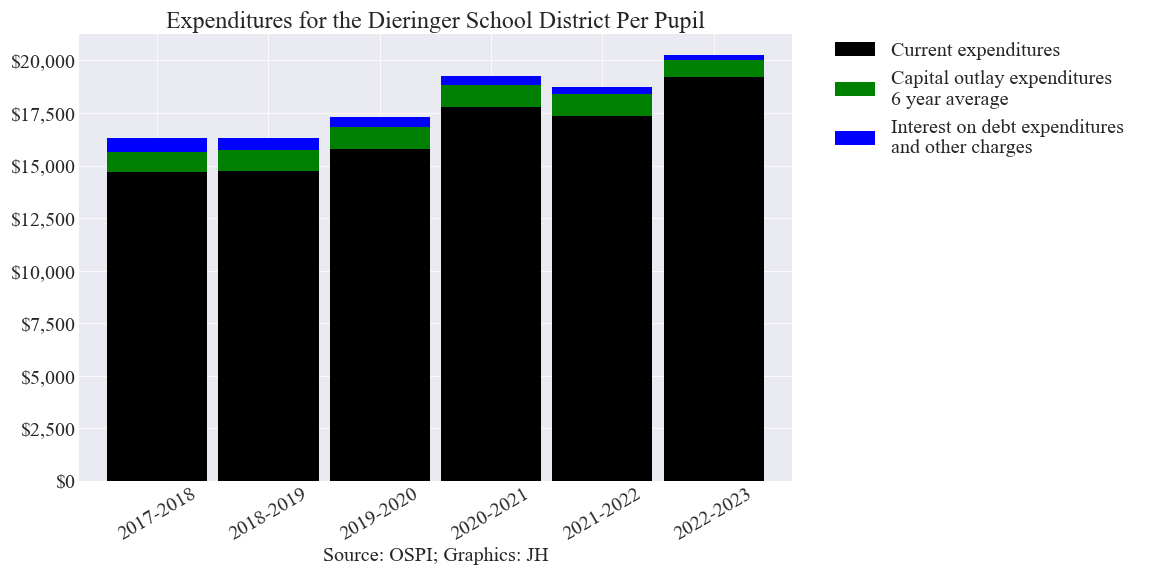 Expenditures for the Dieringer School District Per Pupil
$20,000
$17,500
$15,000
$12,500
$10,000
$7,500
$5,000
$2,500
$0
2017-2018
2018-2019
2019-2020
2020-2021
2021-2022
2022-2023
Source: OSPI; Graphics: JH
Current expenditures
Capital outlay expenditures
6 year average
Interest on debt expenditures
and other charges